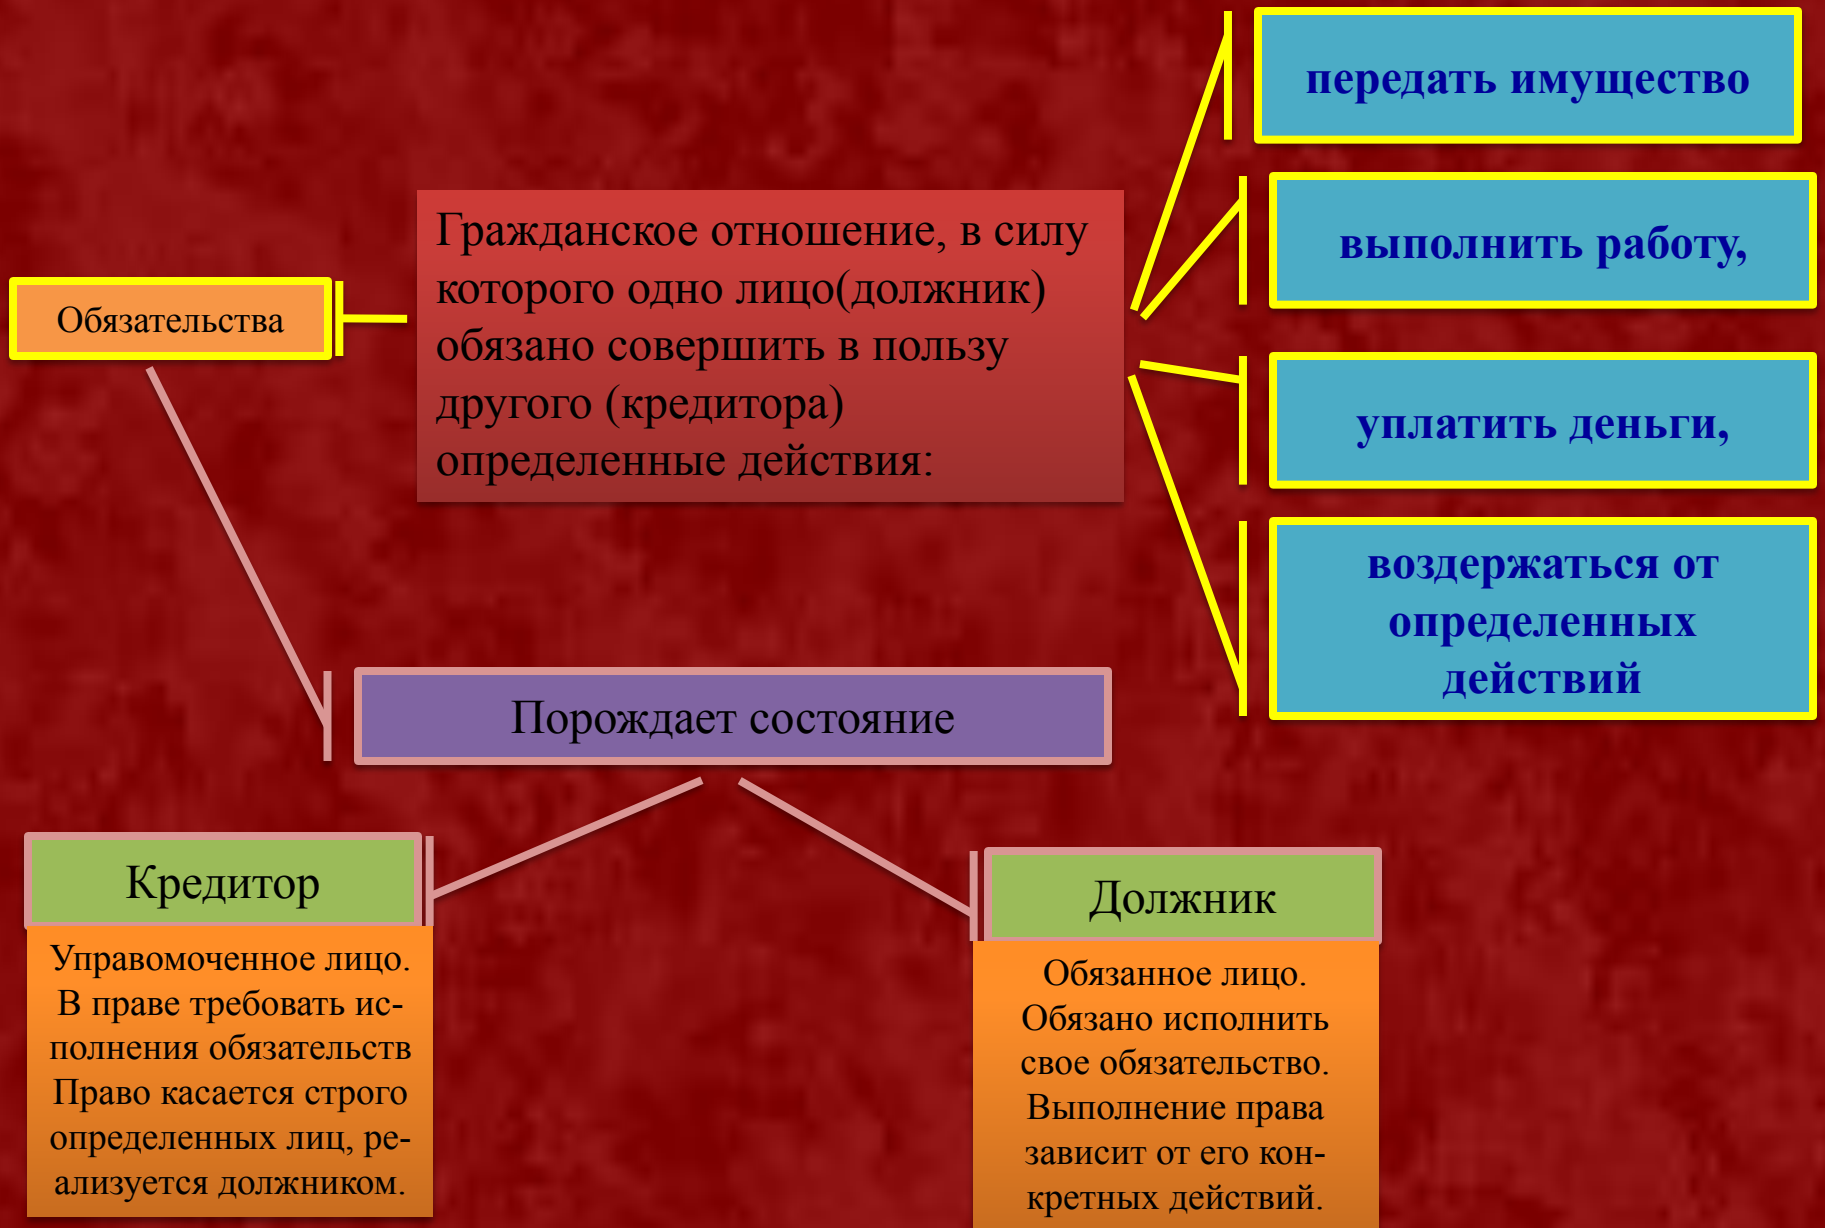 Обязательства
Гражданское отношение, в силу
которого одно лицо(должник)
обязано совершить в пользу
другого (кредитора)
определенные действия:
передать имущество
выполнить работу,
уплатить деньги,
воздержаться от
определенных
действий
Порождает состояние
Кредитор
Управомоченное лицо.
В праве требовать ис-
полнения обязательств
Право касается строго
определенных лиц, ре-
ализуется должником.
Должник
Обязанное лицо.
Обязано исполнить
свое обязательство.
Выполнение права
зависит от его кон-
кретных действий.